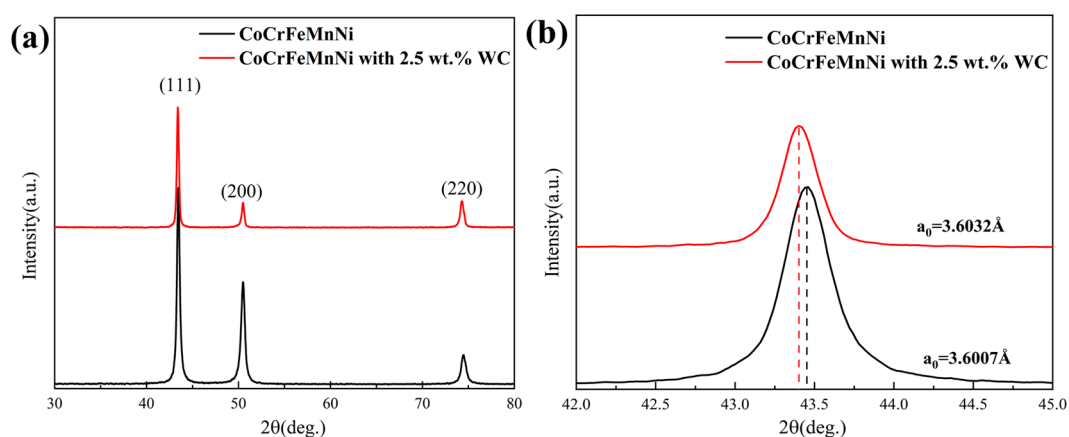 (a)
CoCrFeMnNi
CoCrFeMnNi with 2.5 wt.% WC
(111)
(200)
(220)
Intensity(a.u.)
30 40 50 60 70 80
2θ(deg.)
(b)
CoCrFeMnNi
CoCrFeMnNi with 2.5 wt.% WC
a₀=3.6032Å
a₀=3.6007Å
Intensity(a.u.)
42.0 42.5 43.0 43.5 44.0 44.5 45.0
2θ(deg.)